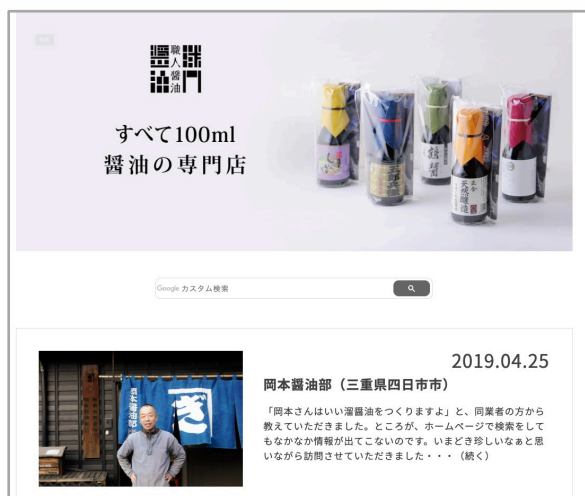 職人醤油
すべて100ml
醤油の専門店
鶴醤
天然醸造
Google カスタム検索
2019.04.25
岡本醤油部（三重県四日市市）
「岡本さんはいい溜醤油をつくりますよ」と、同業者の方から
教えていただきました。ところが、ホームページで検索をして
もなかなか情報が出てこないのです。いまどき珍しいなぁと思
いながら訪問させていただきました・・・（続く）